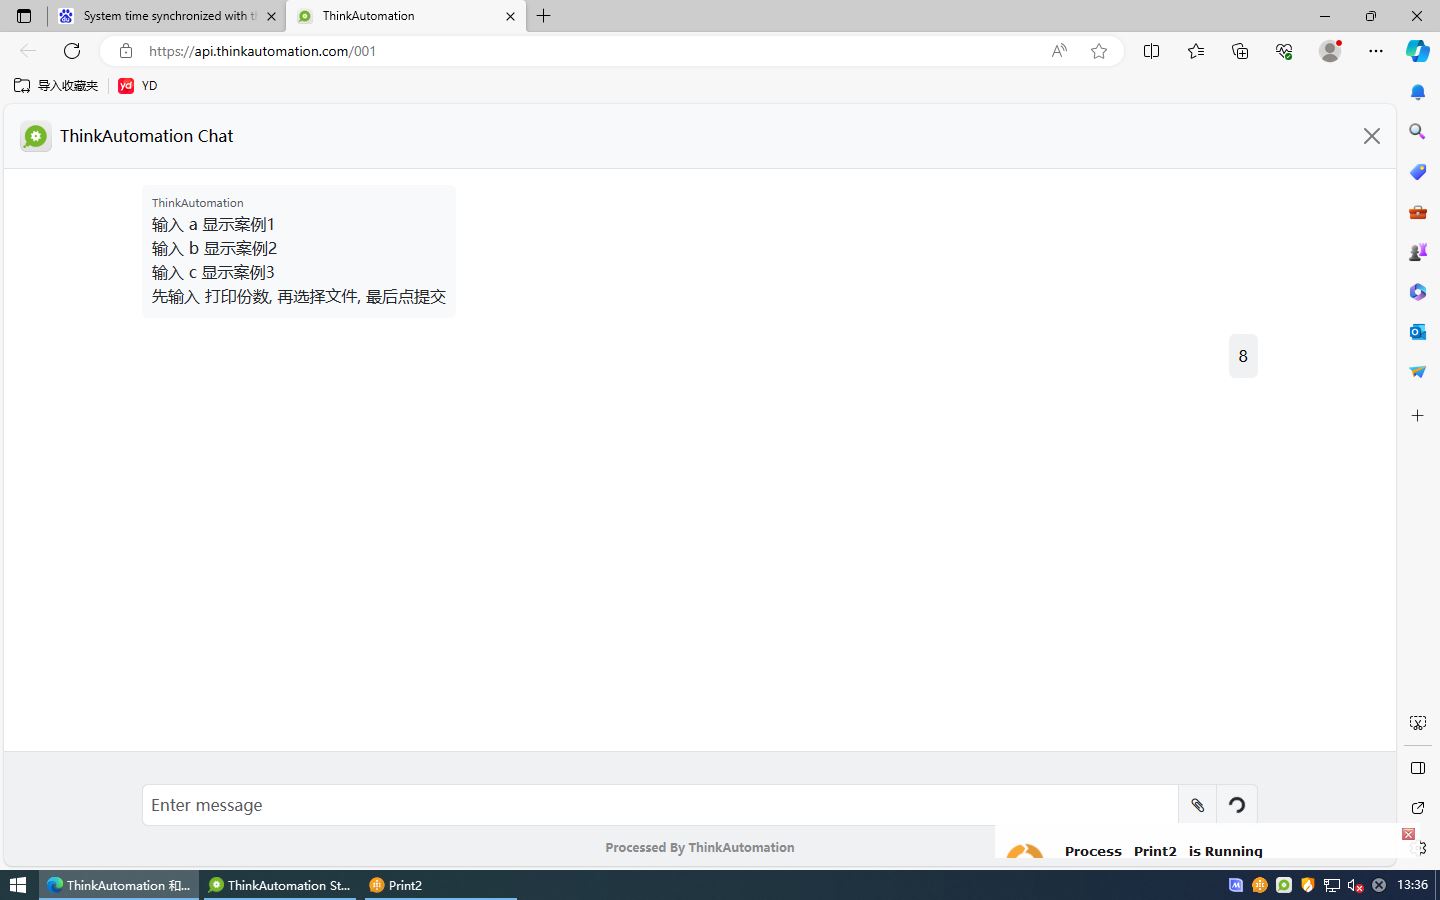 System time synchronized with t
ThinkAutomation
https://api.thinkautomation.com/001
导入收藏夹
YD
ThinkAutomation Chat
ThinkAutomation
输入 a 显示案例1
输入 b 显示案例2
输入 c 显示案例3
先输入 打印份数, 再选择文件, 最后点提交
8
Enter message
Processed By ThinkAutomation
Process Print2 is Running
ThinkAutomation 和...
ThinkAutomation St...
Print2
13:36